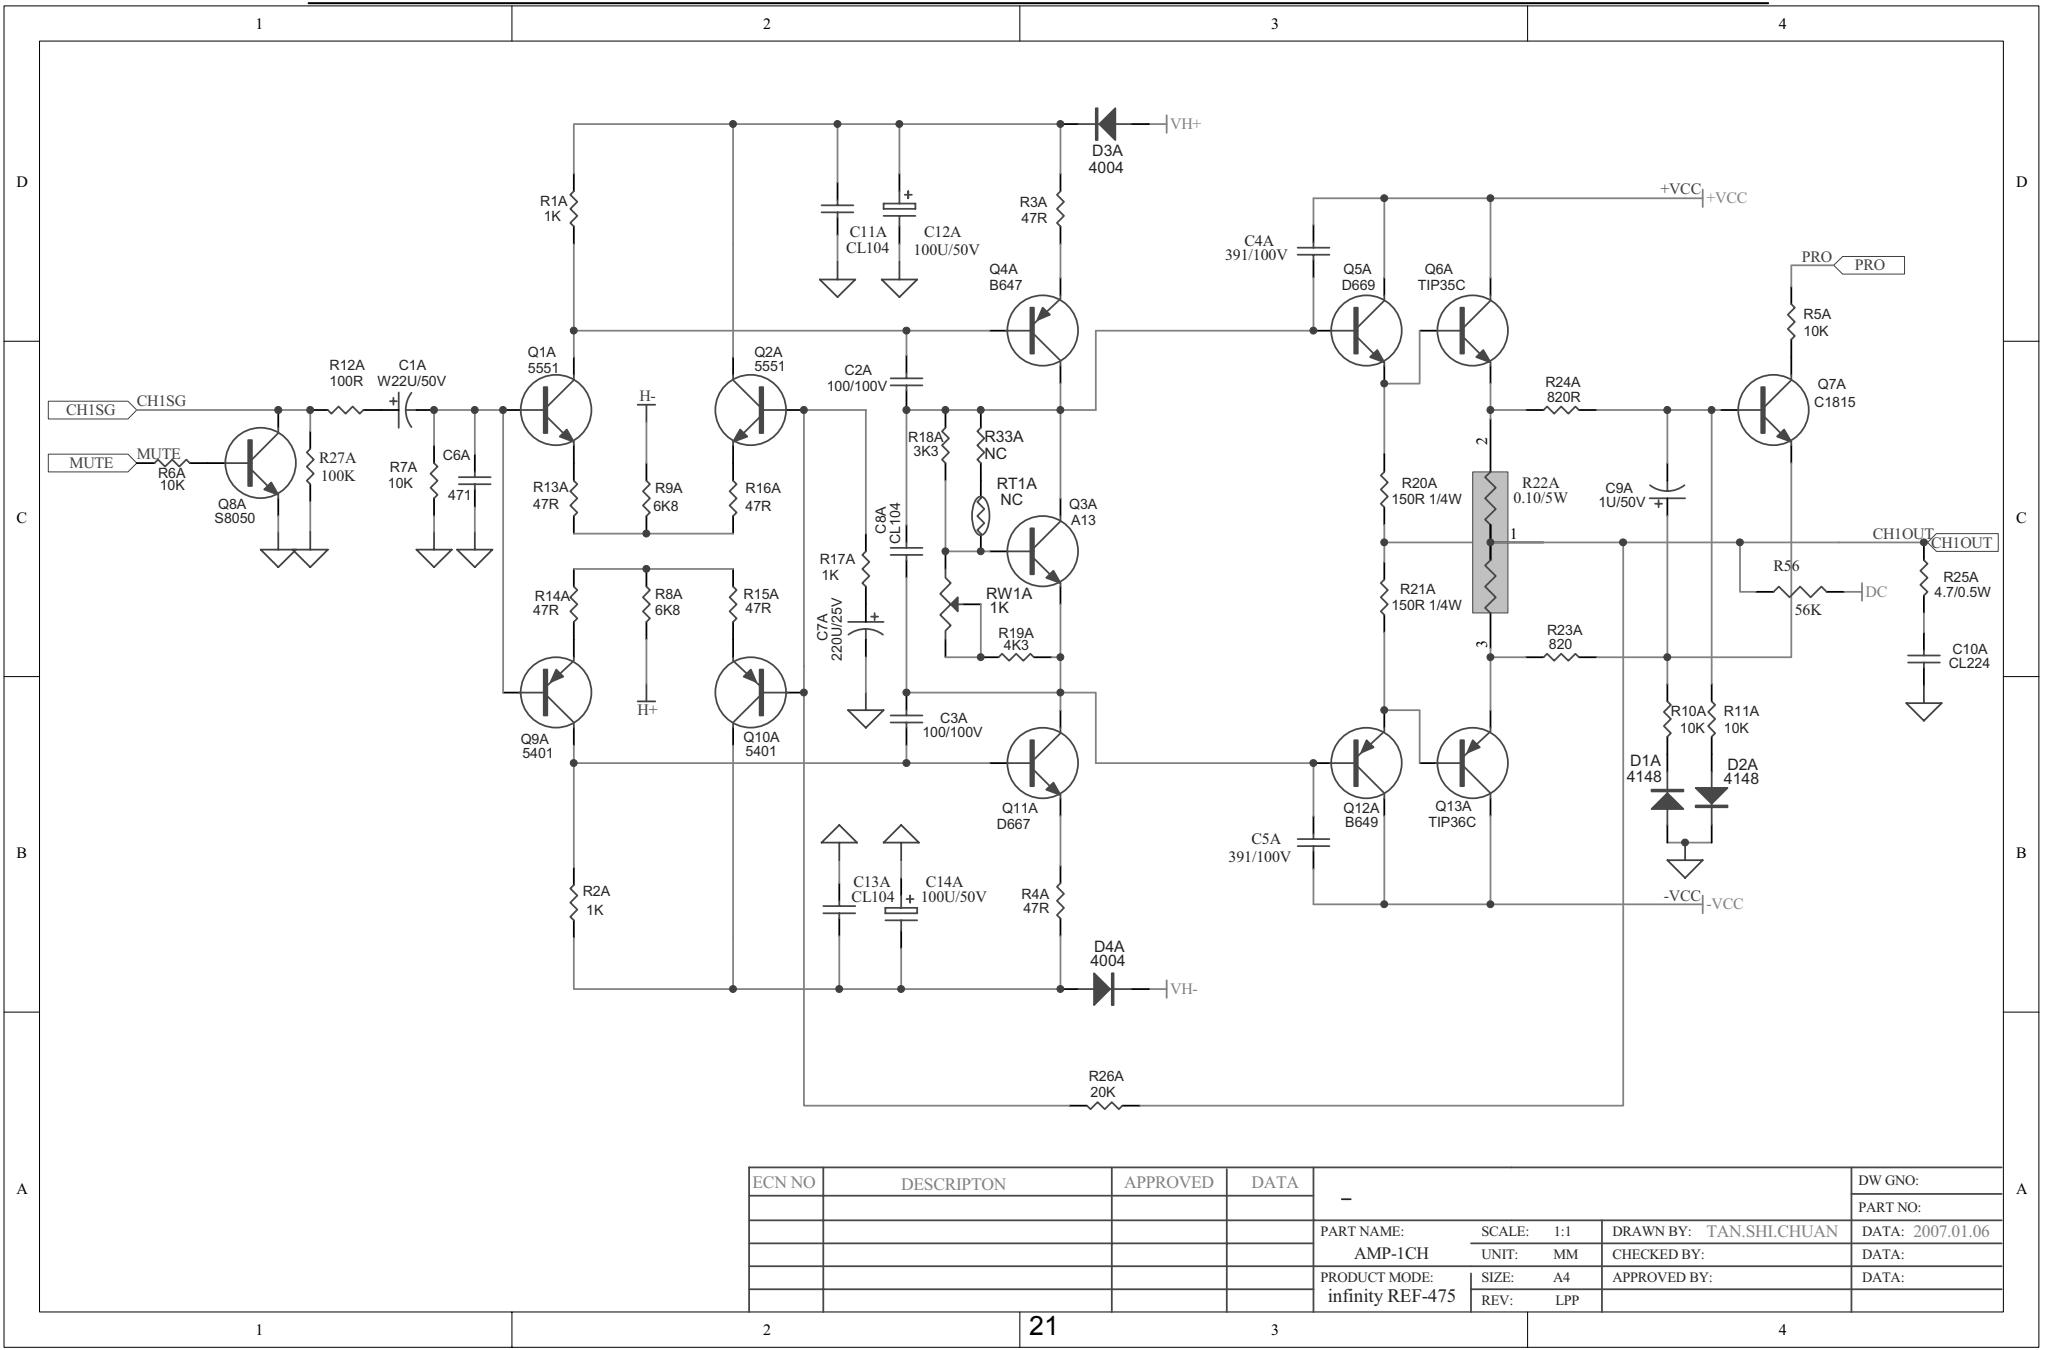 1
2
3
4
D
D
VH+
D3A
4004
R1A
1K
R3A
47R
+VCC
+VCC
C11A
CL104
+
C12A
100U/50V
C4A
391/100V
Q4A
B647
Q5A
D669
Q6A
TIP35C
PRO
PRO
R5A
10K
R12A
100R
C1A
W22U/50V
+
Q1A
5551
Q2A
5551
C2A
100/100V
R24A
820R
Q7A
C1815
CH1SG
CH1SG
H-
MUTE
MUTE
R6A
10K
Q8A
S8050
R27A
100K
R7A
10K
C6A
471
R13A
47R
R9A
6K8
R16A
47R
R18A
3K3
R33A
NC
RT1A
NC
Q3A
A13
C8A
CL104
R20A
150R 1/4W
2
R22A
0.10/5W
1
C9A
1U/50V
+
CH1OUT
CH1OUT
C
C
R17A
1K
R14A
47R
R8A
6K8
R15A
47R
C7A
220U/25V
+
RW1A
1K
R19A
4K3
R21A
150R 1/4W
3
R23A
820
R56
56K
DC
R25A
4.7/0.5W
C10A
CL224
H+
Q9A
5401
Q10A
5401
C3A
100/100V
Q11A
D667
Q12A
B649
Q13A
TIP36C
R10A
10K
R11A
10K
D1A
4148
D2A
4148
C5A
391/100V
B
B
R2A
1K
C13A
CL104
C14A
+
100U/50V
R4A
47R
-VCC
-VCC
D4A
4004
VH-
R26A
20K
A
A
ECN NO
DESCRIPTON
APPROVED
DATA
–
DW GNO:
PART NO:
PART NAME:
AMP-1CH
SCALE: 1:1
DRAWN BY: TAN.SHI.CHUAN
DATA: 2007.01.06
UNIT: MM
CHECKED BY:
DATA:
PRODUCT MODE:
infinity REF-475
SIZE: A4
APPROVED BY:
DATA:
REV: LPP
1
2
21
3
4